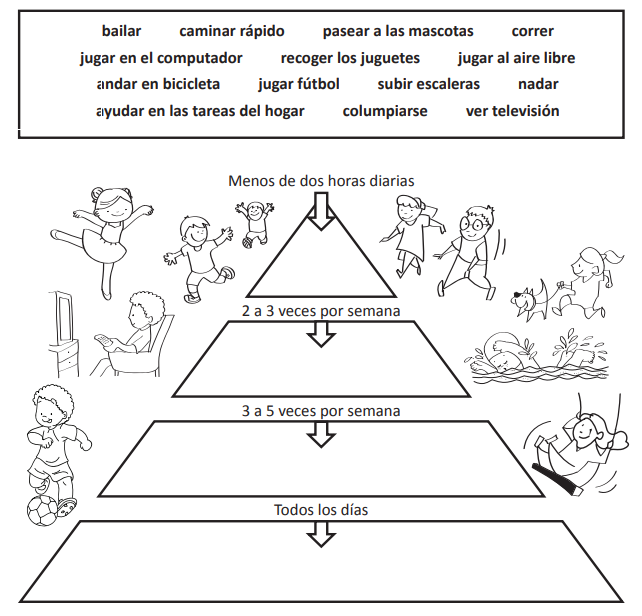 bailar caminar rápido pasear a las mascotas correr
jugar en el computador recoger los juguetes jugar al aire libre
andar en bicicleta jugar fútbol subir escaleras nadar
ayudar en las tareas del hogar columpiarse ver televisión
Menos de dos horas diarias
2 a 3 veces por semana
3 a 5 veces por semana
Todos los días